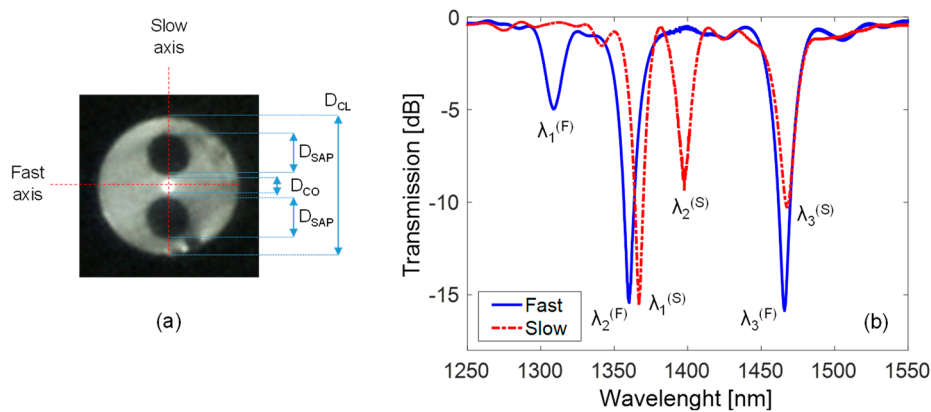 Slow
axis
Fast
axis
D_CL
D_SAP
D_CO
D_SAP
(a)
0
-5
-10
-15
Transmission [dB]
λ₁⁽ᶠ⁾
λ₂⁽ˢ⁾
λ₃⁽ˢ⁾
λ₂⁽ᶠ⁾ λ₁⁽ˢ⁾ λ₃⁽ᶠ⁾
Fast
Slow
(b)
1250 1300 1350 1400 1450 1500 1550
Wavelenght [nm]